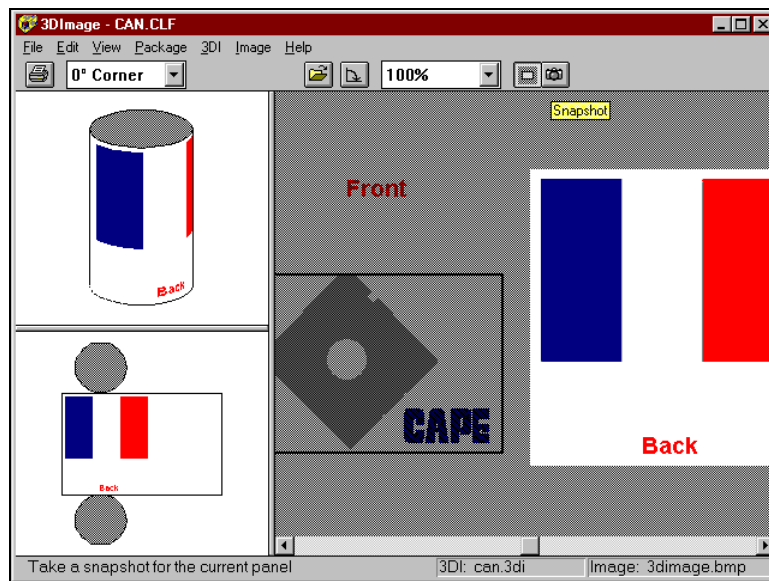 3DImage - CAN.CLF
File Edit View Package 3DI Image Help
0° Corner 100%
Snapshot
Front
Back
CAPE
Back
Back
Take a snapshot for the current panel 3DI: can.3di Image: 3dimage.bmp